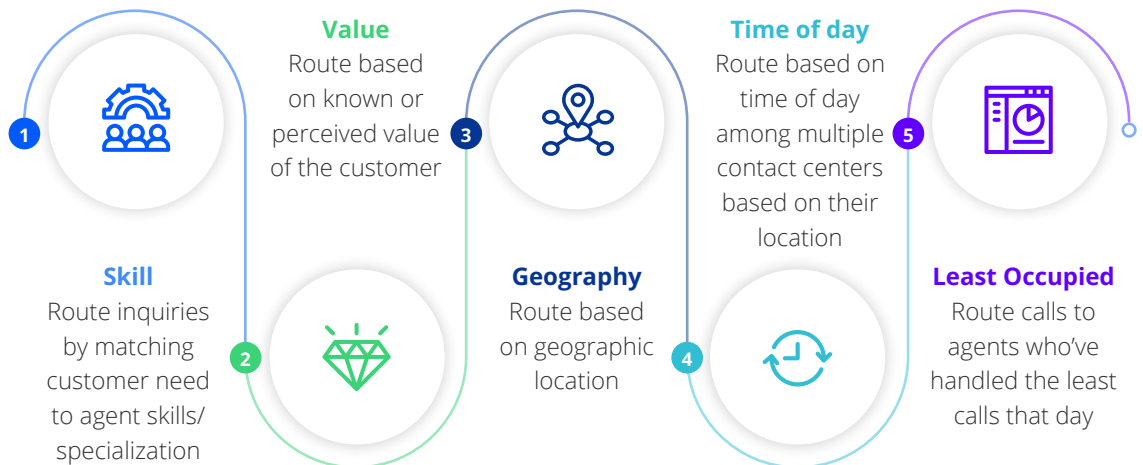 1
Skill
Route inquiries
by matching
customer need
to agent skills/
specialization
2
Value
Route based
on known or
perceived value
of the customer
3
Geography
Route based
on geographic
location
4
Time of day
Route based on
time of day
among multiple
contact centers
based on their
location
5
Least Occupied
Route calls to
agents who’ve
handled the least
calls that day